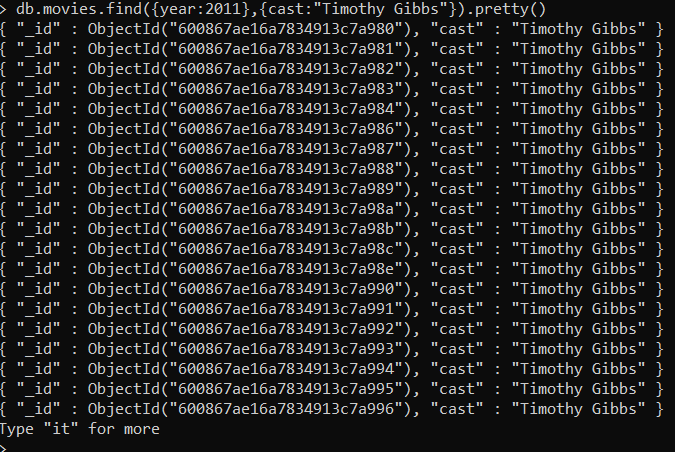 > db.movies.find({year:2011},{cast:"Timothy Gibbs"}).pretty()
{ "_id" : ObjectId("600867ae16a7834913c7a980"), "cast" : "Timothy Gibbs" }
{ "_id" : ObjectId("600867ae16a7834913c7a981"), "cast" : "Timothy Gibbs" }
{ "_id" : ObjectId("600867ae16a7834913c7a982"), "cast" : "Timothy Gibbs" }
{ "_id" : ObjectId("600867ae16a7834913c7a983"), "cast" : "Timothy Gibbs" }
{ "_id" : ObjectId("600867ae16a7834913c7a984"), "cast" : "Timothy Gibbs" }
{ "_id" : ObjectId("600867ae16a7834913c7a986"), "cast" : "Timothy Gibbs" }
{ "_id" : ObjectId("600867ae16a7834913c7a987"), "cast" : "Timothy Gibbs" }
{ "_id" : ObjectId("600867ae16a7834913c7a988"), "cast" : "Timothy Gibbs" }
{ "_id" : ObjectId("600867ae16a7834913c7a989"), "cast" : "Timothy Gibbs" }
{ "_id" : ObjectId("600867ae16a7834913c7a98a"), "cast" : "Timothy Gibbs" }
{ "_id" : ObjectId("600867ae16a7834913c7a98b"), "cast" : "Timothy Gibbs" }
{ "_id" : ObjectId("600867ae16a7834913c7a98c"), "cast" : "Timothy Gibbs" }
{ "_id" : ObjectId("600867ae16a7834913c7a98e"), "cast" : "Timothy Gibbs" }
{ "_id" : ObjectId("600867ae16a7834913c7a990"), "cast" : "Timothy Gibbs" }
{ "_id" : ObjectId("600867ae16a7834913c7a991"), "cast" : "Timothy Gibbs" }
{ "_id" : ObjectId("600867ae16a7834913c7a992"), "cast" : "Timothy Gibbs" }
{ "_id" : ObjectId("600867ae16a7834913c7a993"), "cast" : "Timothy Gibbs" }
{ "_id" : ObjectId("600867ae16a7834913c7a994"), "cast" : "Timothy Gibbs" }
{ "_id" : ObjectId("600867ae16a7834913c7a995"), "cast" : "Timothy Gibbs" }
{ "_id" : ObjectId("600867ae16a7834913c7a996"), "cast" : "Timothy Gibbs" }
Type "it" for more
>